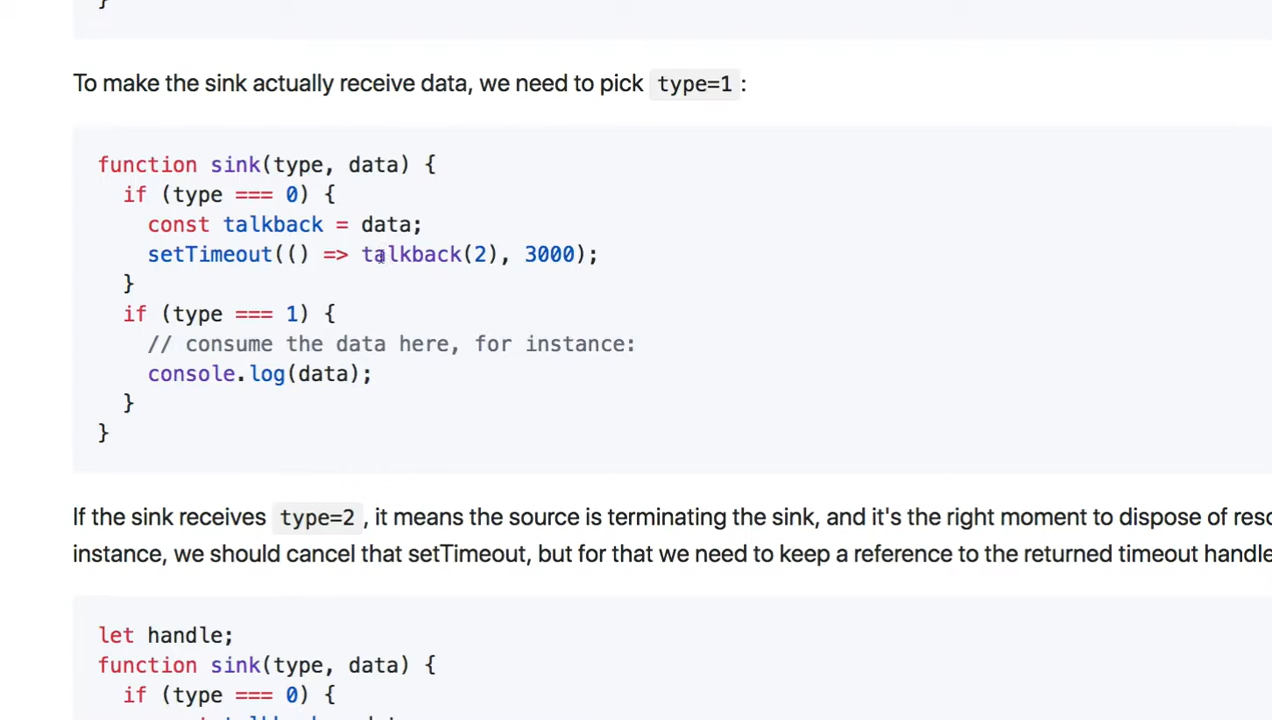 }
To make the sink actually receive data, we need to pick type=1 :
function sink(type, data) {
if (type === 0) {
const talkback = data;
setTimeout(() => talkback(2), 3000);
}
if (type === 1) {
// consume the data here, for instance:
console.log(data);
}
}
If the sink receives type=2 , it means the source is terminating the sink, and it's the right moment to dispose of
instance, we should cancel that setTimeout, but for that we need to keep a reference to the returned timeout handle
let handle;
function sink(type, data) {
if (type === 0) {